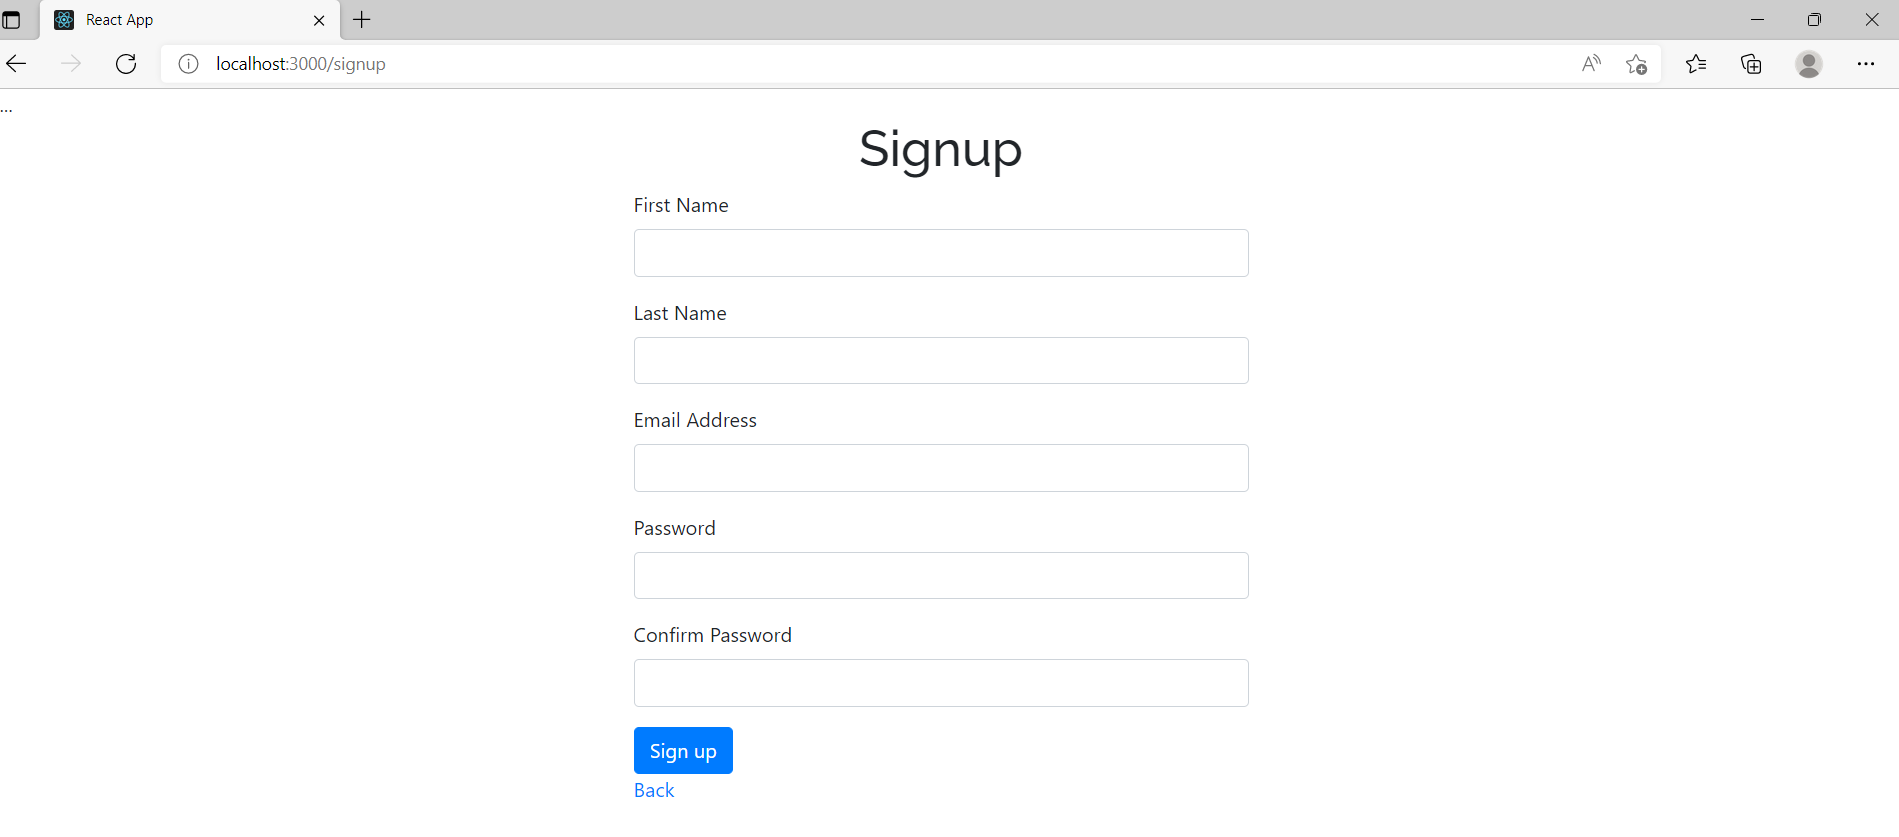 React App
localhost:3000/signup
...
Signup
First Name
Last Name
Email Address
Password
Confirm Password
Sign up
Back